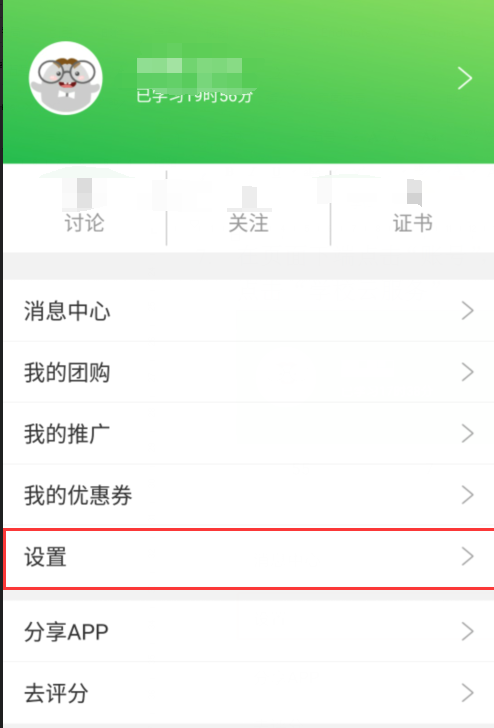 已学习19时56分
讨论
关注
证书
消息中心
我的团购
我的推广
我的优惠券
设置
分享APP
去评分